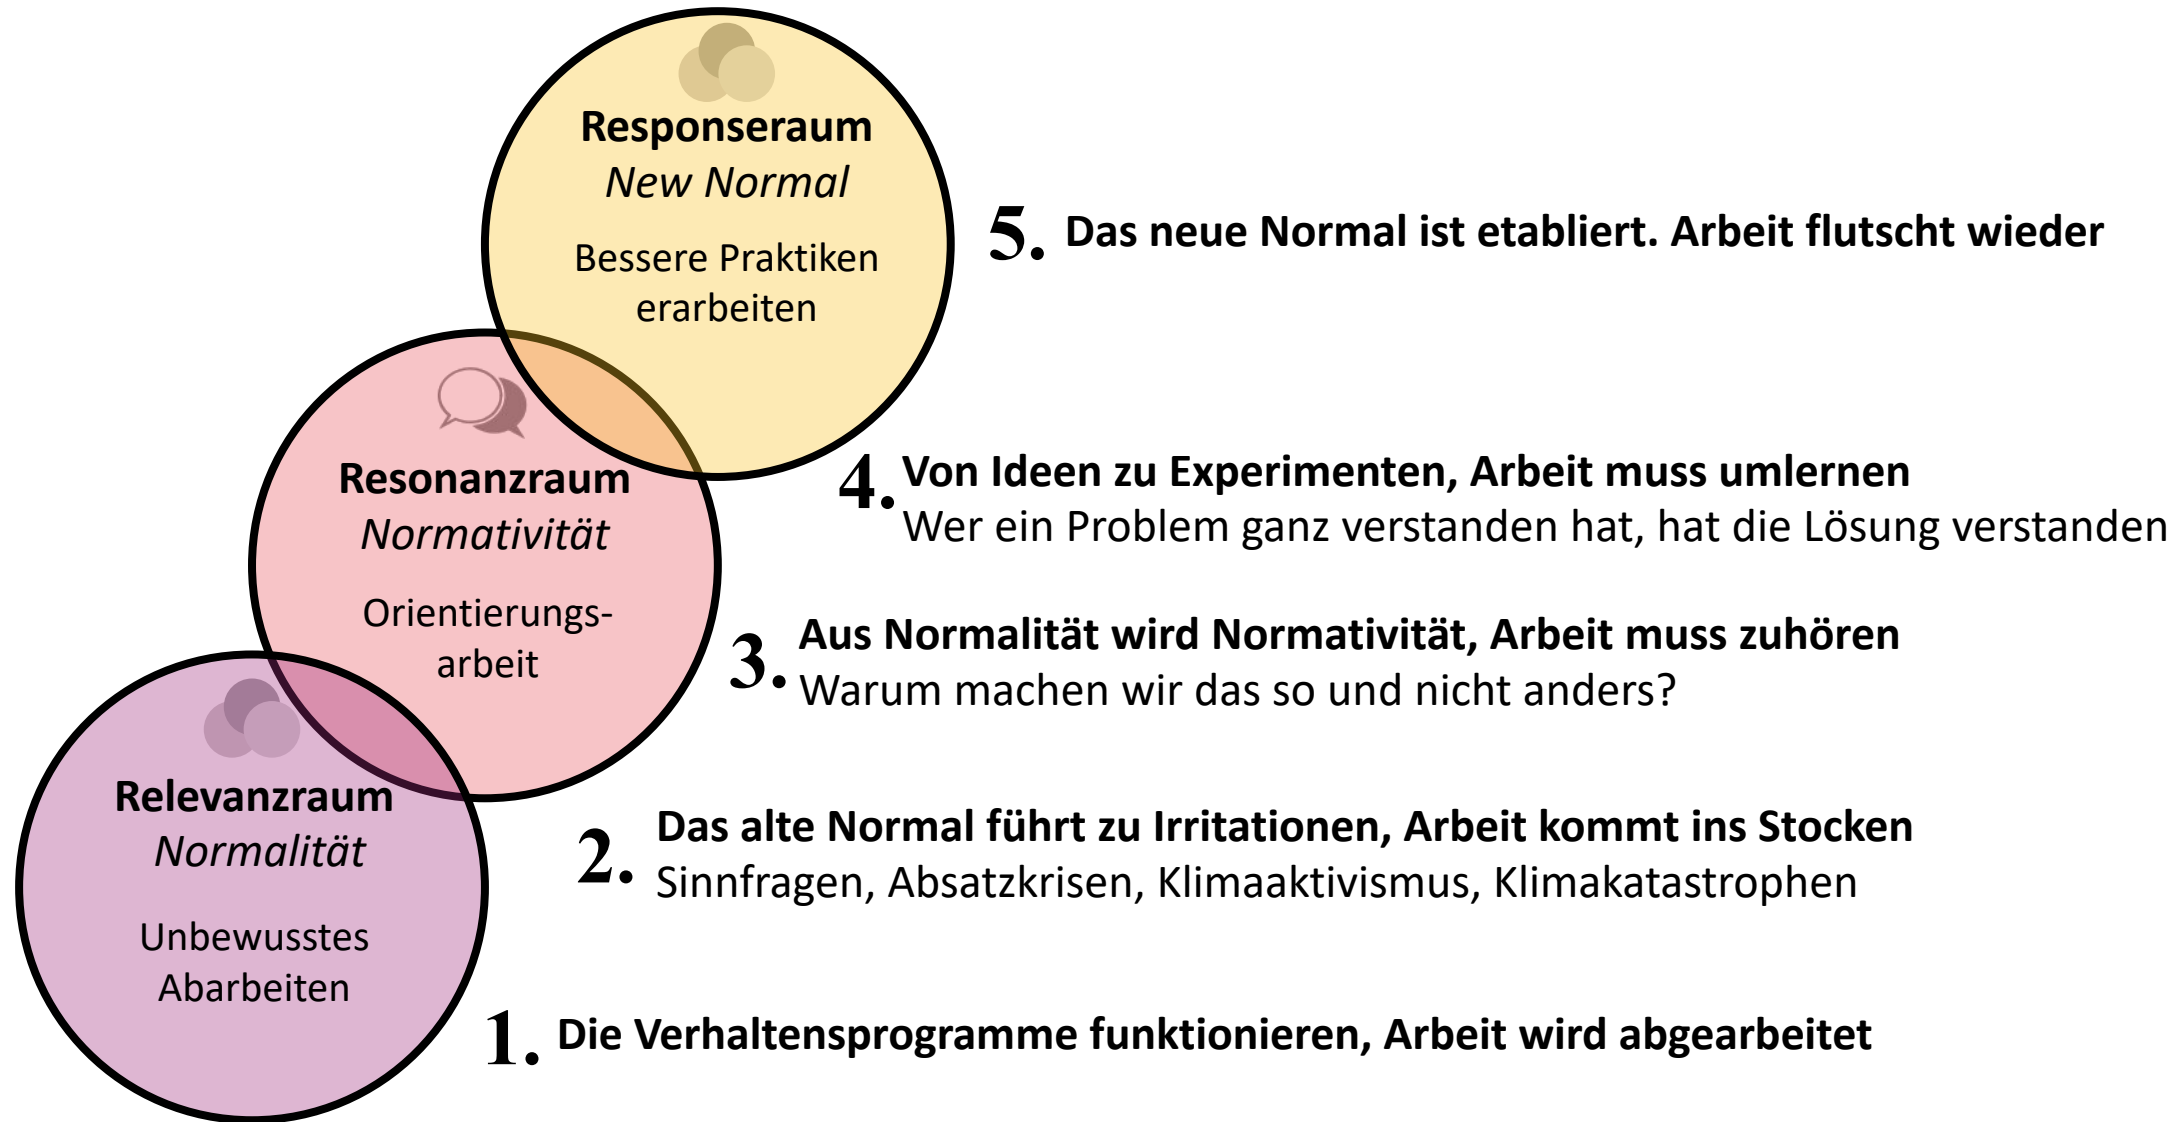 Responseraum
New Normal
Bessere Praktiken
erarbeiten
5. Das neue Normal ist etabliert. Arbeit flutscht wieder
Resonanzraum
Normativität
Orientierungs-
arbeit
4. Von Ideen zu Experimenten, Arbeit muss umlernen
Wer ein Problem ganz verstanden hat, hat die Lösung verstanden
3. Aus Normalität wird Normativität, Arbeit muss zuhören
Warum machen wir das so und nicht anders?
Relevanzraum
Normalität
Unbewusstes
Abarbeiten
2. Das alte Normal führt zu Irritationen, Arbeit kommt ins Stocken
Sinnfragen, Absatzkrisen, Klimaaktivismus, Klimakatastrophen
1. Die Verhaltensprogramme funktionieren, Arbeit wird abgearbeitet